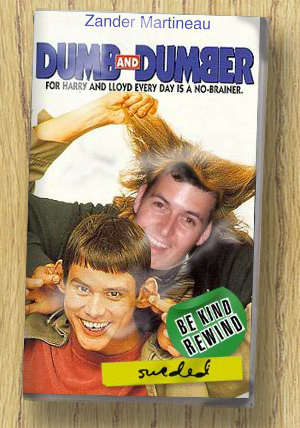 Zander Martineau
DUMB AND DUMBER
FOR HARRY AND LLOYD EVERY DAY IS A NO-BRAINER.
BE KIND
REWIND
sweded